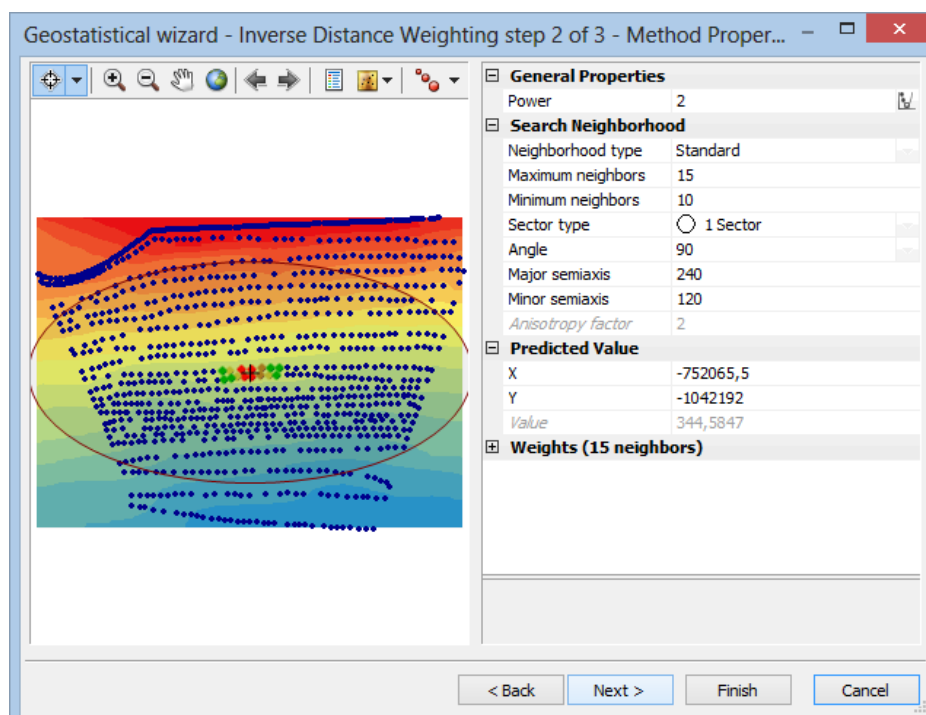 Geostatistical wizard - Inverse Distance Weighting step 2 of 3 - Method Proper...
General Properties
Power 2
Search Neighborhood
Neighborhood type Standard
Maximum neighbors 15
Minimum neighbors 10
Sector type 1 Sector
Angle 90
Major semiaxis 240
Minor semiaxis 120
Anisotropy factor 2
Predicted Value
X -752065,5
Y -1042192
Value 344,5847
Weights (15 neighbors)
< Back Next > Finish Cancel